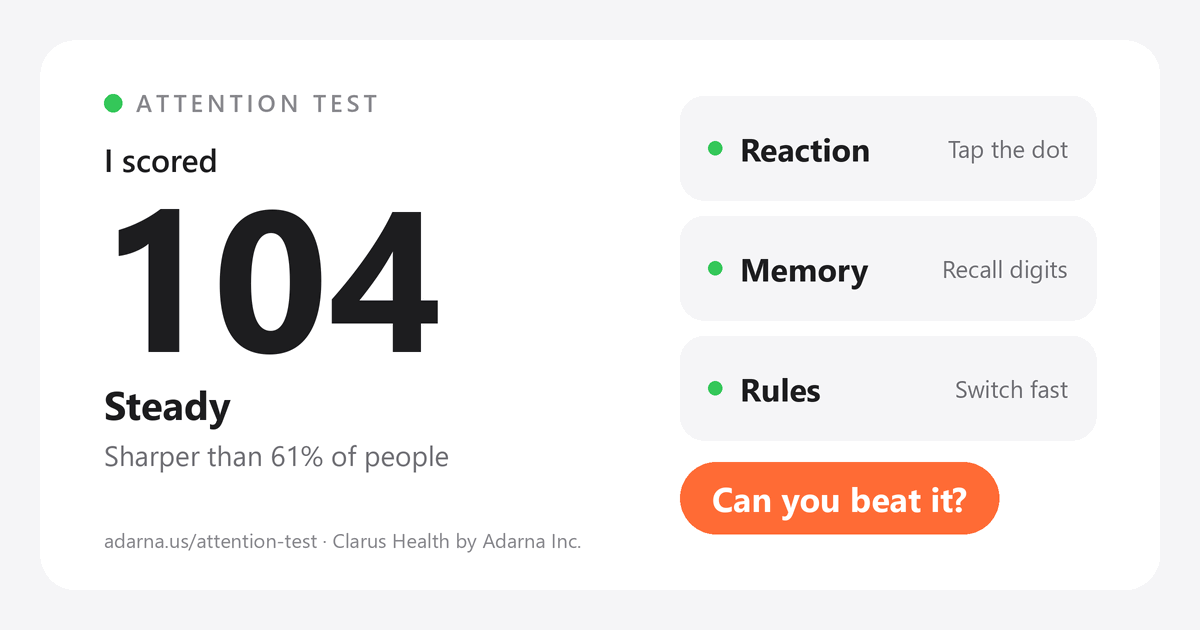 ATTENTION TEST
I scored
104
Steady
Sharper than 61% of people
adarna.us/attention-test · Clarus Health by Adarna Inc.
Reaction Tap the dot
Memory Recall digits
Rules Switch fast
Can you beat it?